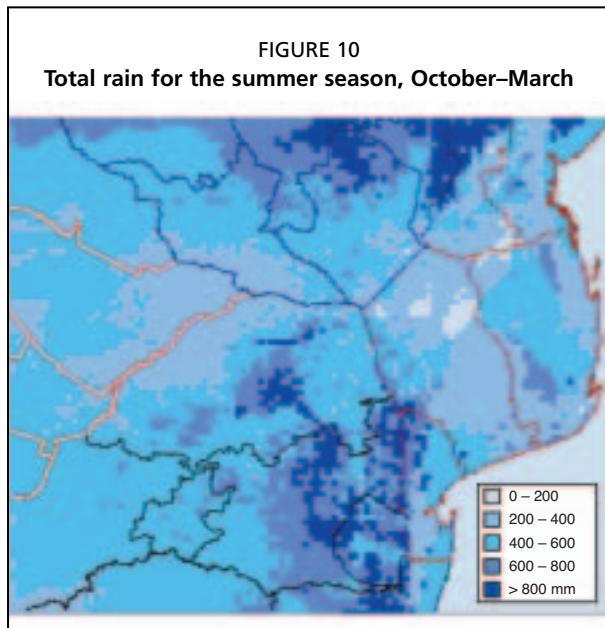 FIGURE 10
Total rain for the summer season, October–March
0 – 200
200 – 400
400 – 600
600 – 800
> 800 mm